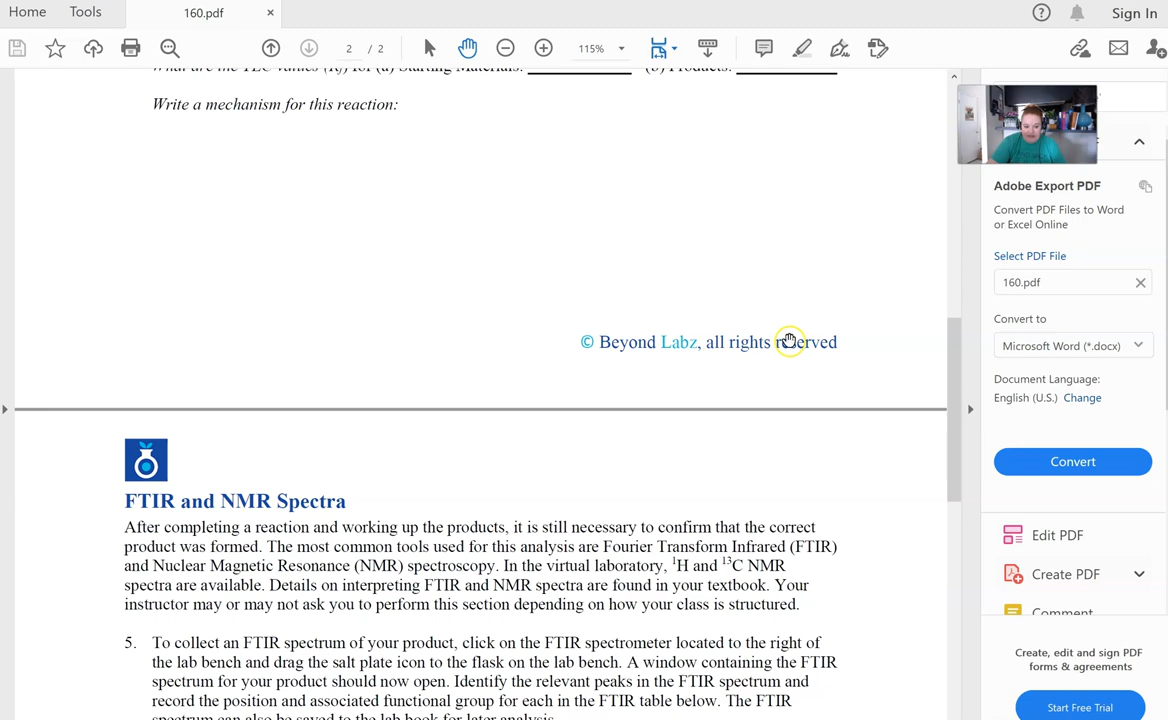 Home
Tools
160.pdf
×
Sign In
2 / 2
115%
What are the TLC values (Rf) for (a) Starting Materials: (b) Products:
Write a mechanism for this reaction:
© Beyond Labz, all rights reserved
FTIR and NMR Spectra
After completing a reaction and working up the products, it is still necessary to confirm that the correct
product was formed. The most common tools used for this analysis are Fourier Transform Infrared (FTIR)
and Nuclear Magnetic Resonance (NMR) spectroscopy. In the virtual laboratory, ¹H and ¹³C NMR
spectra are available. Details on interpreting FTIR and NMR spectra are found in your textbook. Your
instructor may or may not ask you to perform this section depending on how your class is structured.
5. To collect an FTIR spectrum of your product, click on the FTIR spectrometer located to the right of
the lab bench and drag the salt plate icon to the flask on the lab bench. A window containing the FTIR
spectrum for your product should now open. Identify the relevant peaks in the FTIR spectrum and
record the position and associated functional group for each in the FTIR table below. The FTIR
spectrum can also be saved to the lab book for later analysis.
Adobe Export PDF
Convert PDF Files to Word
or Excel Online
Select PDF File
160.pdf
Convert to
Microsoft Word (*.docx)
Document Language:
English (U.S.) Change
Convert
Edit PDF
Create PDF
Comment
Create, edit and sign PDF
forms & agreements
Start Free Trial